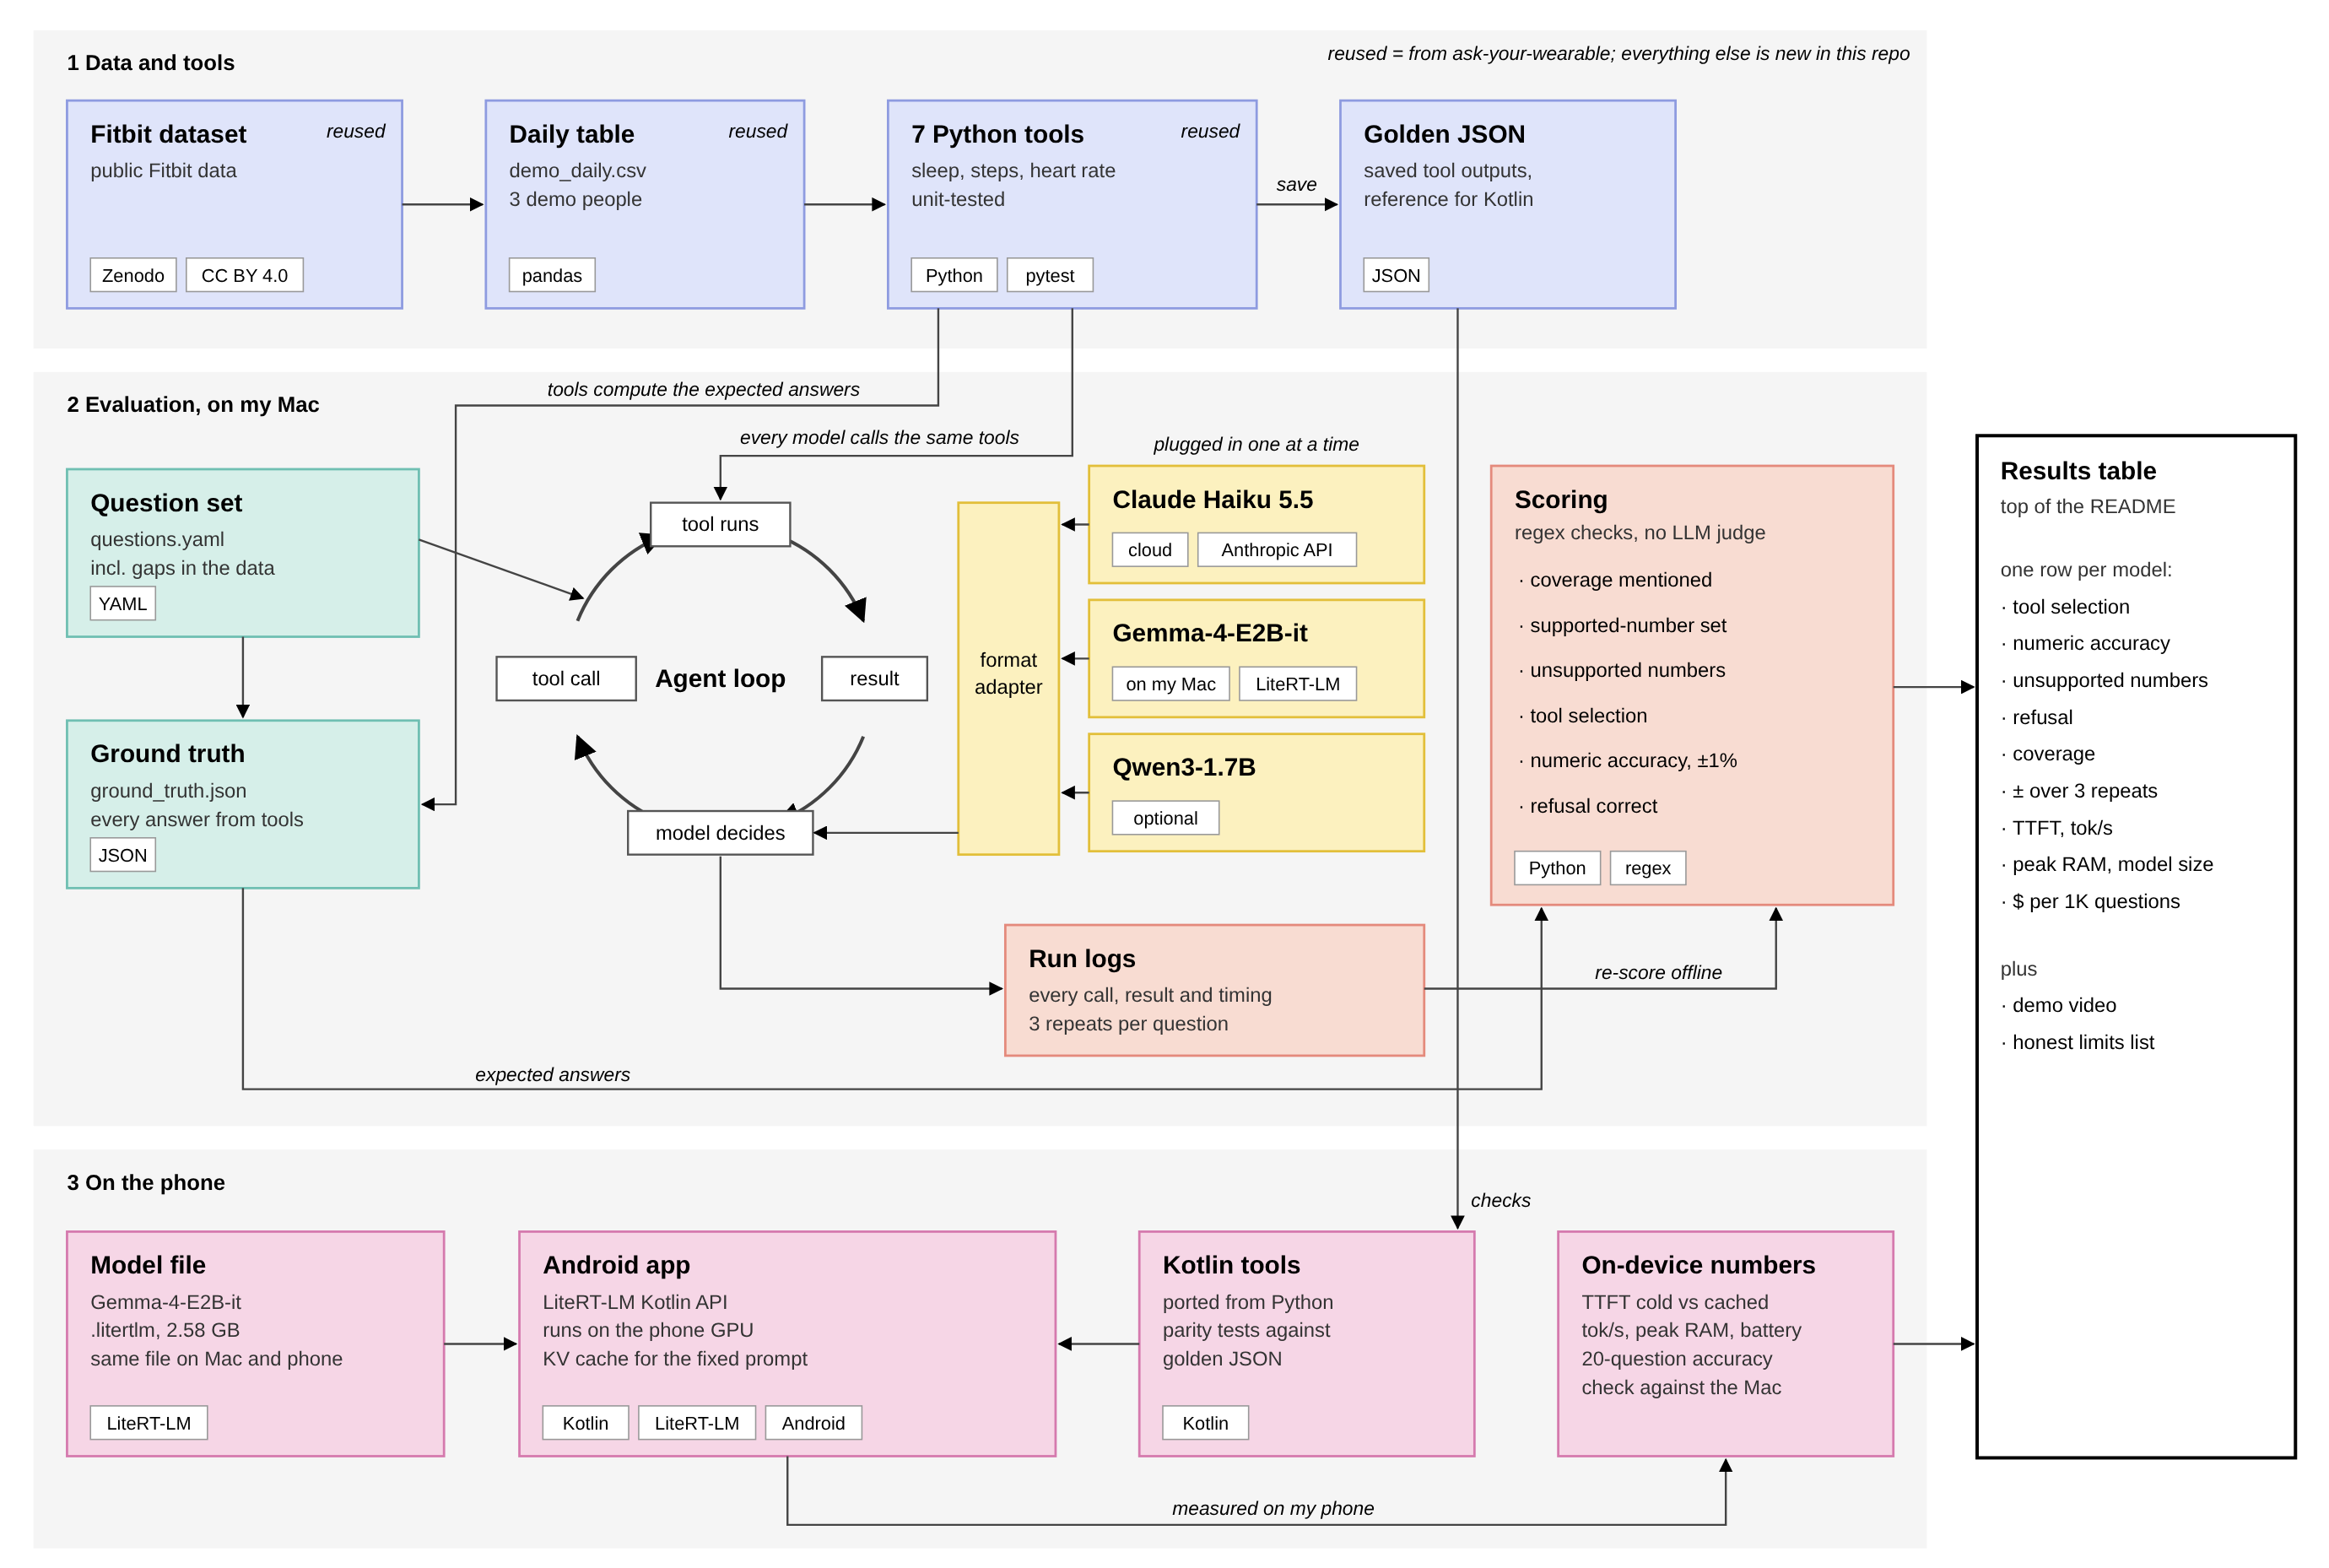 1 Data and tools
reused = from ask-your-wearable; everything else is new in this repo
Fitbit dataset
reused
public Fitbit data
Zenodo
CC BY 4.0
Daily table
reused
demo_daily.csv
3 demo people
pandas
7 Python tools
reused
sleep, steps, heart rate
unit-tested
Python
pytest
save
Golden JSON
saved tool outputs,
reference for Kotlin
JSON
2 Evaluation, on my Mac
tools compute the expected answers
every model calls the same tools
plugged in one at a time
Question set
questions.yaml
incl. gaps in the data
YAML
Ground truth
ground_truth.json
every answer from tools
JSON
tool runs
tool call
Agent loop
result
model decides
format
adapter
Claude Haiku 5.5
cloud
Anthropic API
Gemma-4-E2B-it
on my Mac
LiteRT-LM
Qwen3-1.7B
optional
Scoring
regex checks, no LLM judge
· coverage mentioned
· supported-number set
· unsupported numbers
· tool selection
· numeric accuracy, ±1%
· refusal correct
Python
regex
Run logs
every call, result and timing
3 repeats per question
re-score offline
expected answers
Results table
top of the README
one row per model:
· tool selection
· numeric accuracy
· unsupported numbers
· refusal
· coverage
· ± over 3 repeats
· TTFT, tok/s
· peak RAM, model size
· $ per 1K questions
plus
· demo video
· honest limits list
3 On the phone
checks
Model file
Gemma-4-E2B-it
.litertlm, 2.58 GB
same file on Mac and phone
LiteRT-LM
Android app
LiteRT-LM Kotlin API
runs on the phone GPU
KV cache for the fixed prompt
Kotlin
LiteRT-LM
Android
Kotlin tools
ported from Python
parity tests against
golden JSON
Kotlin
On-device numbers
TTFT cold vs cached
tok/s, peak RAM, battery
20-question accuracy
check against the Mac
measured on my phone